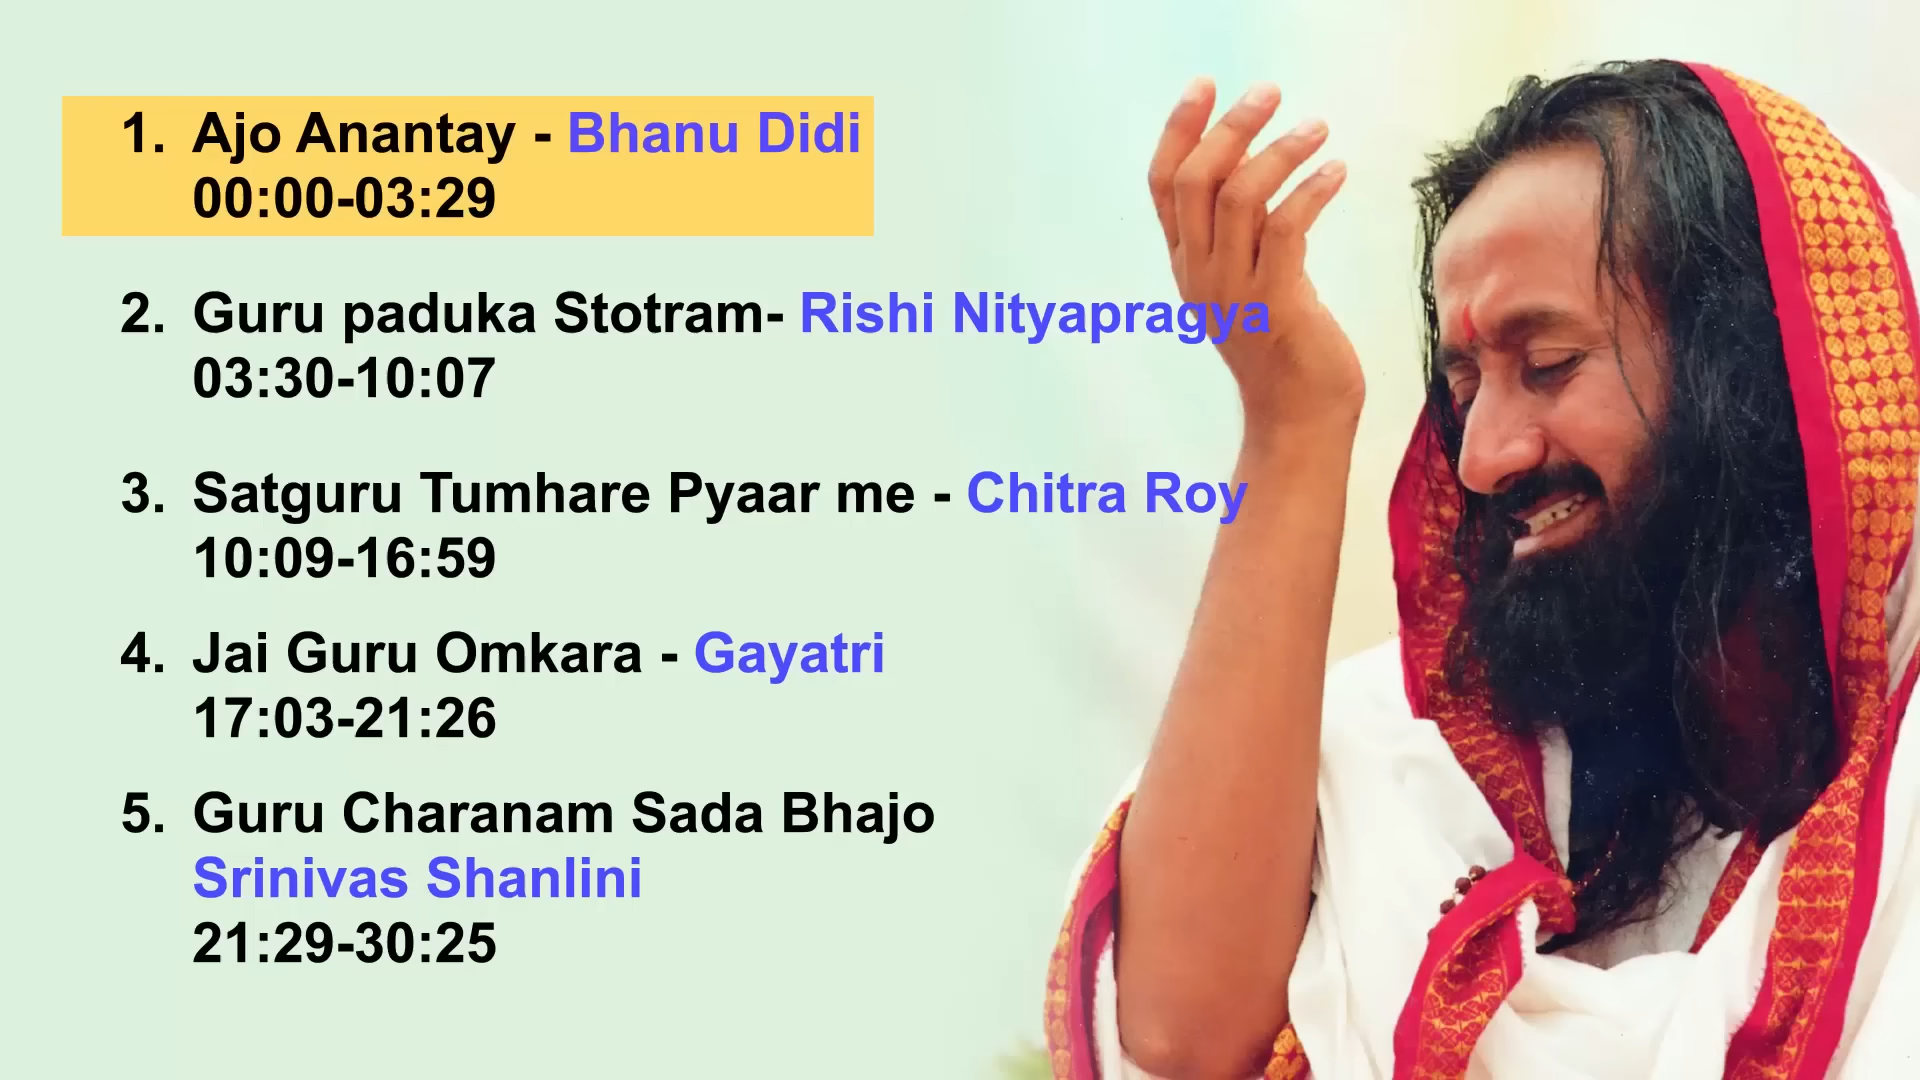 1. Ajo Anantay - Bhanu Didi
00:00-03:29
2. Guru paduka Stotram- Rishi Nityapragya
03:30-10:07
3. Satguru Tumhare Pyaar me - Chitra Roy
10:09-16:59
4. Jai Guru Omkara - Gayatri
17:03-21:26
5. Guru Charanam Sada Bhajo
Srinivas Shanlini
21:29-30:25